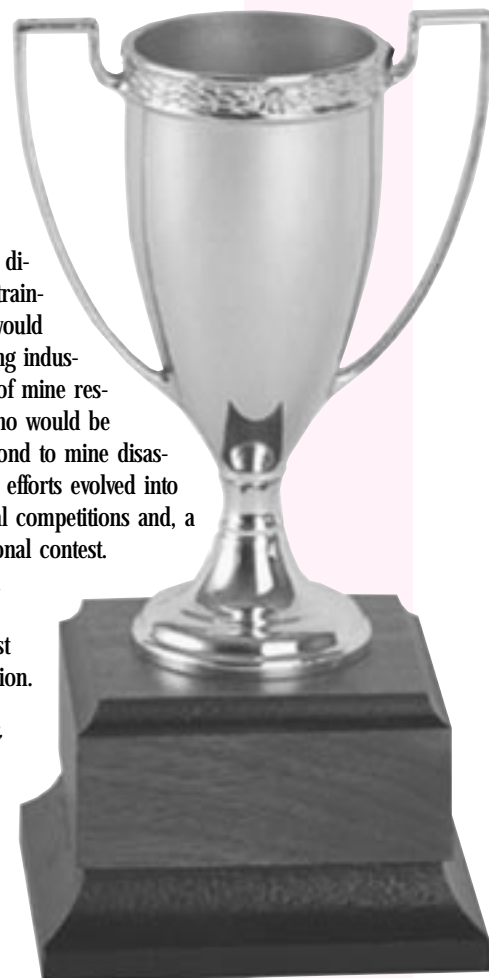 di-
train-
would
ng indus-
of mine res-
ho would be
ond to mine disas-
efforts evolved into
al competitions and, a
onal contest.
st
ion.